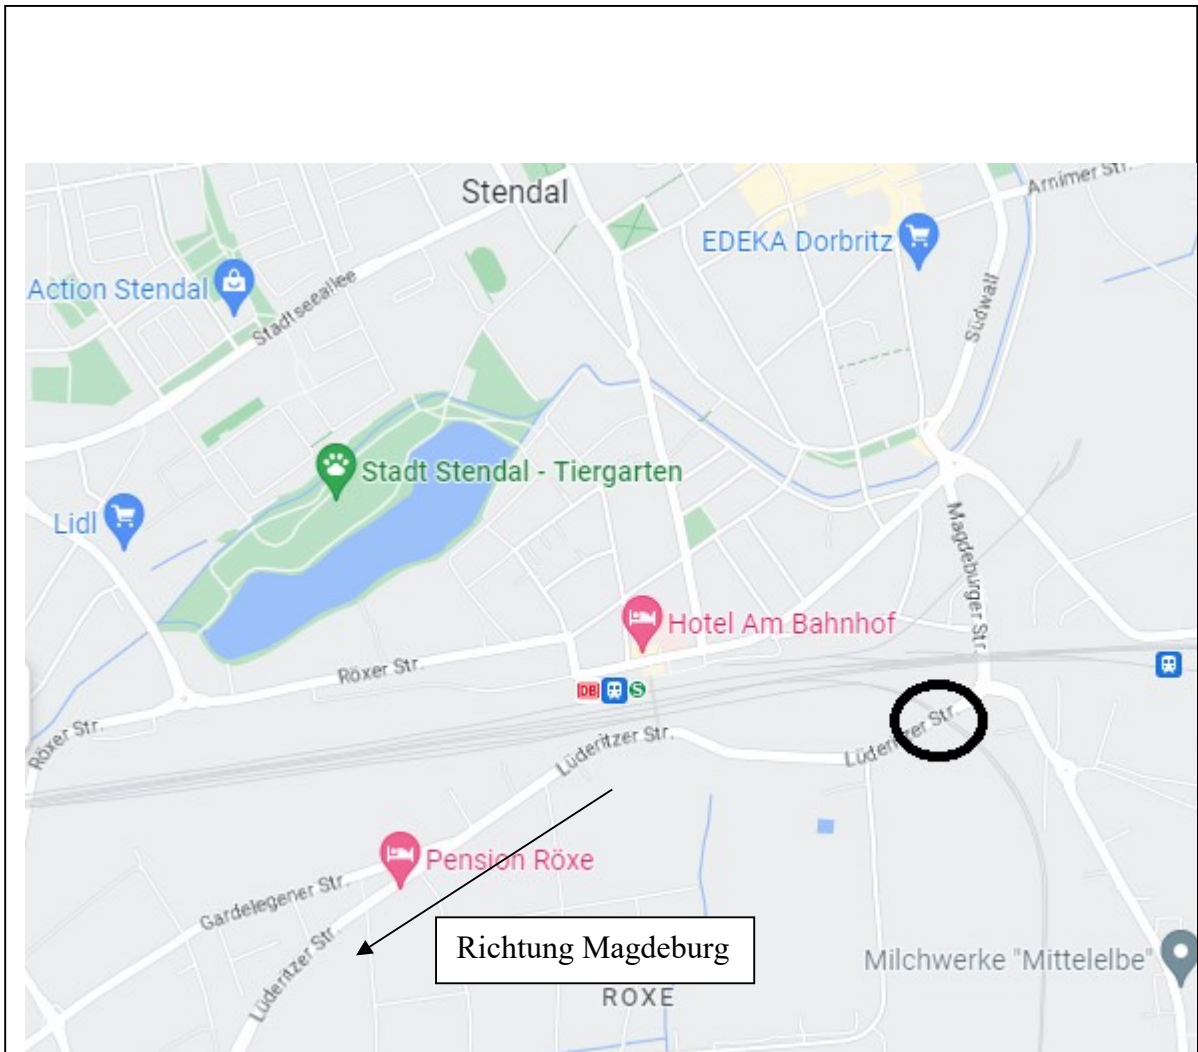 Stendal
Arnimer Str.
EDEKA Dorbritz
Action Stendal
Stadtseeallee
Südwall
Stadt Stendal - Tiergarten
Lidl
Magdeburger Str.
Hotel Am Bahnhof
Röxer Str.
DB
S
Röxer Str.
Lüderitzer Str.
Lüderitzer Str.
Pension Röxe
Gardelegener Str.
Lüderitzer Str.
Richtung Magdeburg
Milchwerke "Mittelelbe"
ROXE